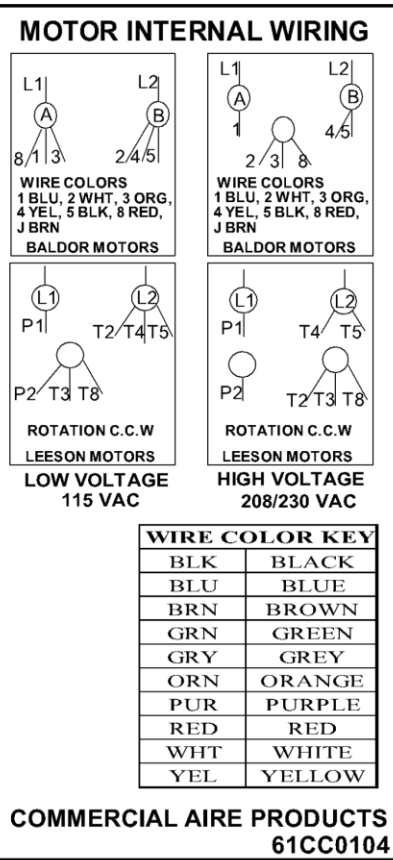 MOTOR INTERNAL WIRING
L1 L2
A B
8 1 3 2 4 5
WIRE COLORS
1 BLU, 2 WHT, 3 ORG,
4 YEL, 5 BLK, 8 RED,
J BRN
BALDOR MOTORS
L1 L2
A B
1 4 5
2 3 8
WIRE COLORS
1 BLU, 2 WHT, 3 ORG,
4 YEL, 5 BLK, 8 RED,
J BRN
BALDOR MOTORS
L1 L2
P1 T2 T4 T5
P2 T3 T8
ROTATION C.C.W
LEESON MOTORS
LOW VOLTAGE
115 VAC
L1 L2
P1 T4 T5
P2 T2 T3 T8
ROTATION C.C.W
LEESON MOTORS
HIGH VOLTAGE
208/230 VAC
WIRE COLOR KEY
BLK BLACK
BLU BLUE
BRN BROWN
GRN GREEN
GRY GREY
ORN ORANGE
PUR PURPLE
RED RED
WHT WHITE
YEL YELLOW
COMMERCIAL AIRE PRODUCTS
61CC0104